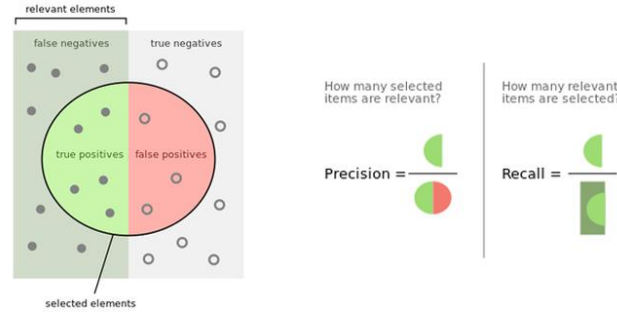 relevant elements
false negatives
true negatives
true positives
false positives
selected elements
How many selected
items are relevant?
Precision =
How many relevant
items are selected?
Recall =